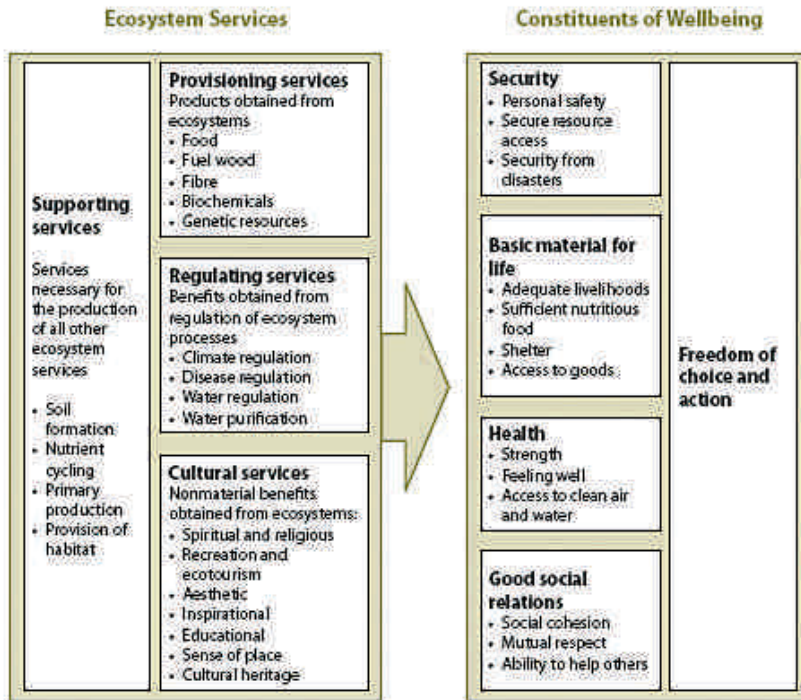 Ecosystem Services
Supporting
services
Services
necessary for
the production
of all other
ecosystem
services
• Soil
formation
• Nutrient
cycling
• Primary
production
• Provision of
habitat
Provisioning services
Products obtained from
ecosystems
• Food
• Fuel wood
• Fibre
• Biochemicals
• Genetic resources
Regulating services
Benefits obtained from
regulation of ecosystem
processes
• Climate regulation
• Disease regulation
• Water regulation
• Water purification
Cultural services
Nonmaterial benefits
obtained from ecosystems:
• Spiritual and religious
• Recreation and
ecotourism
• Aesthetic
• Inspirational
• Educational
• Sense of place
• Cultural heritage
Constituents of Wellbeing
Security
• Personal safety
• Secure resource
access
• Security from
disasters
Basic material for
life
• Adequate livelihoods
• Sufficient nutritious
food
• Shelter
• Access to goods
Health
• Strength
• Feeling well
• Access to clean air
and water
Good social
relations
• Social cohesion
• Mutual respect
• Ability to help others
Freedom of
choice and
action